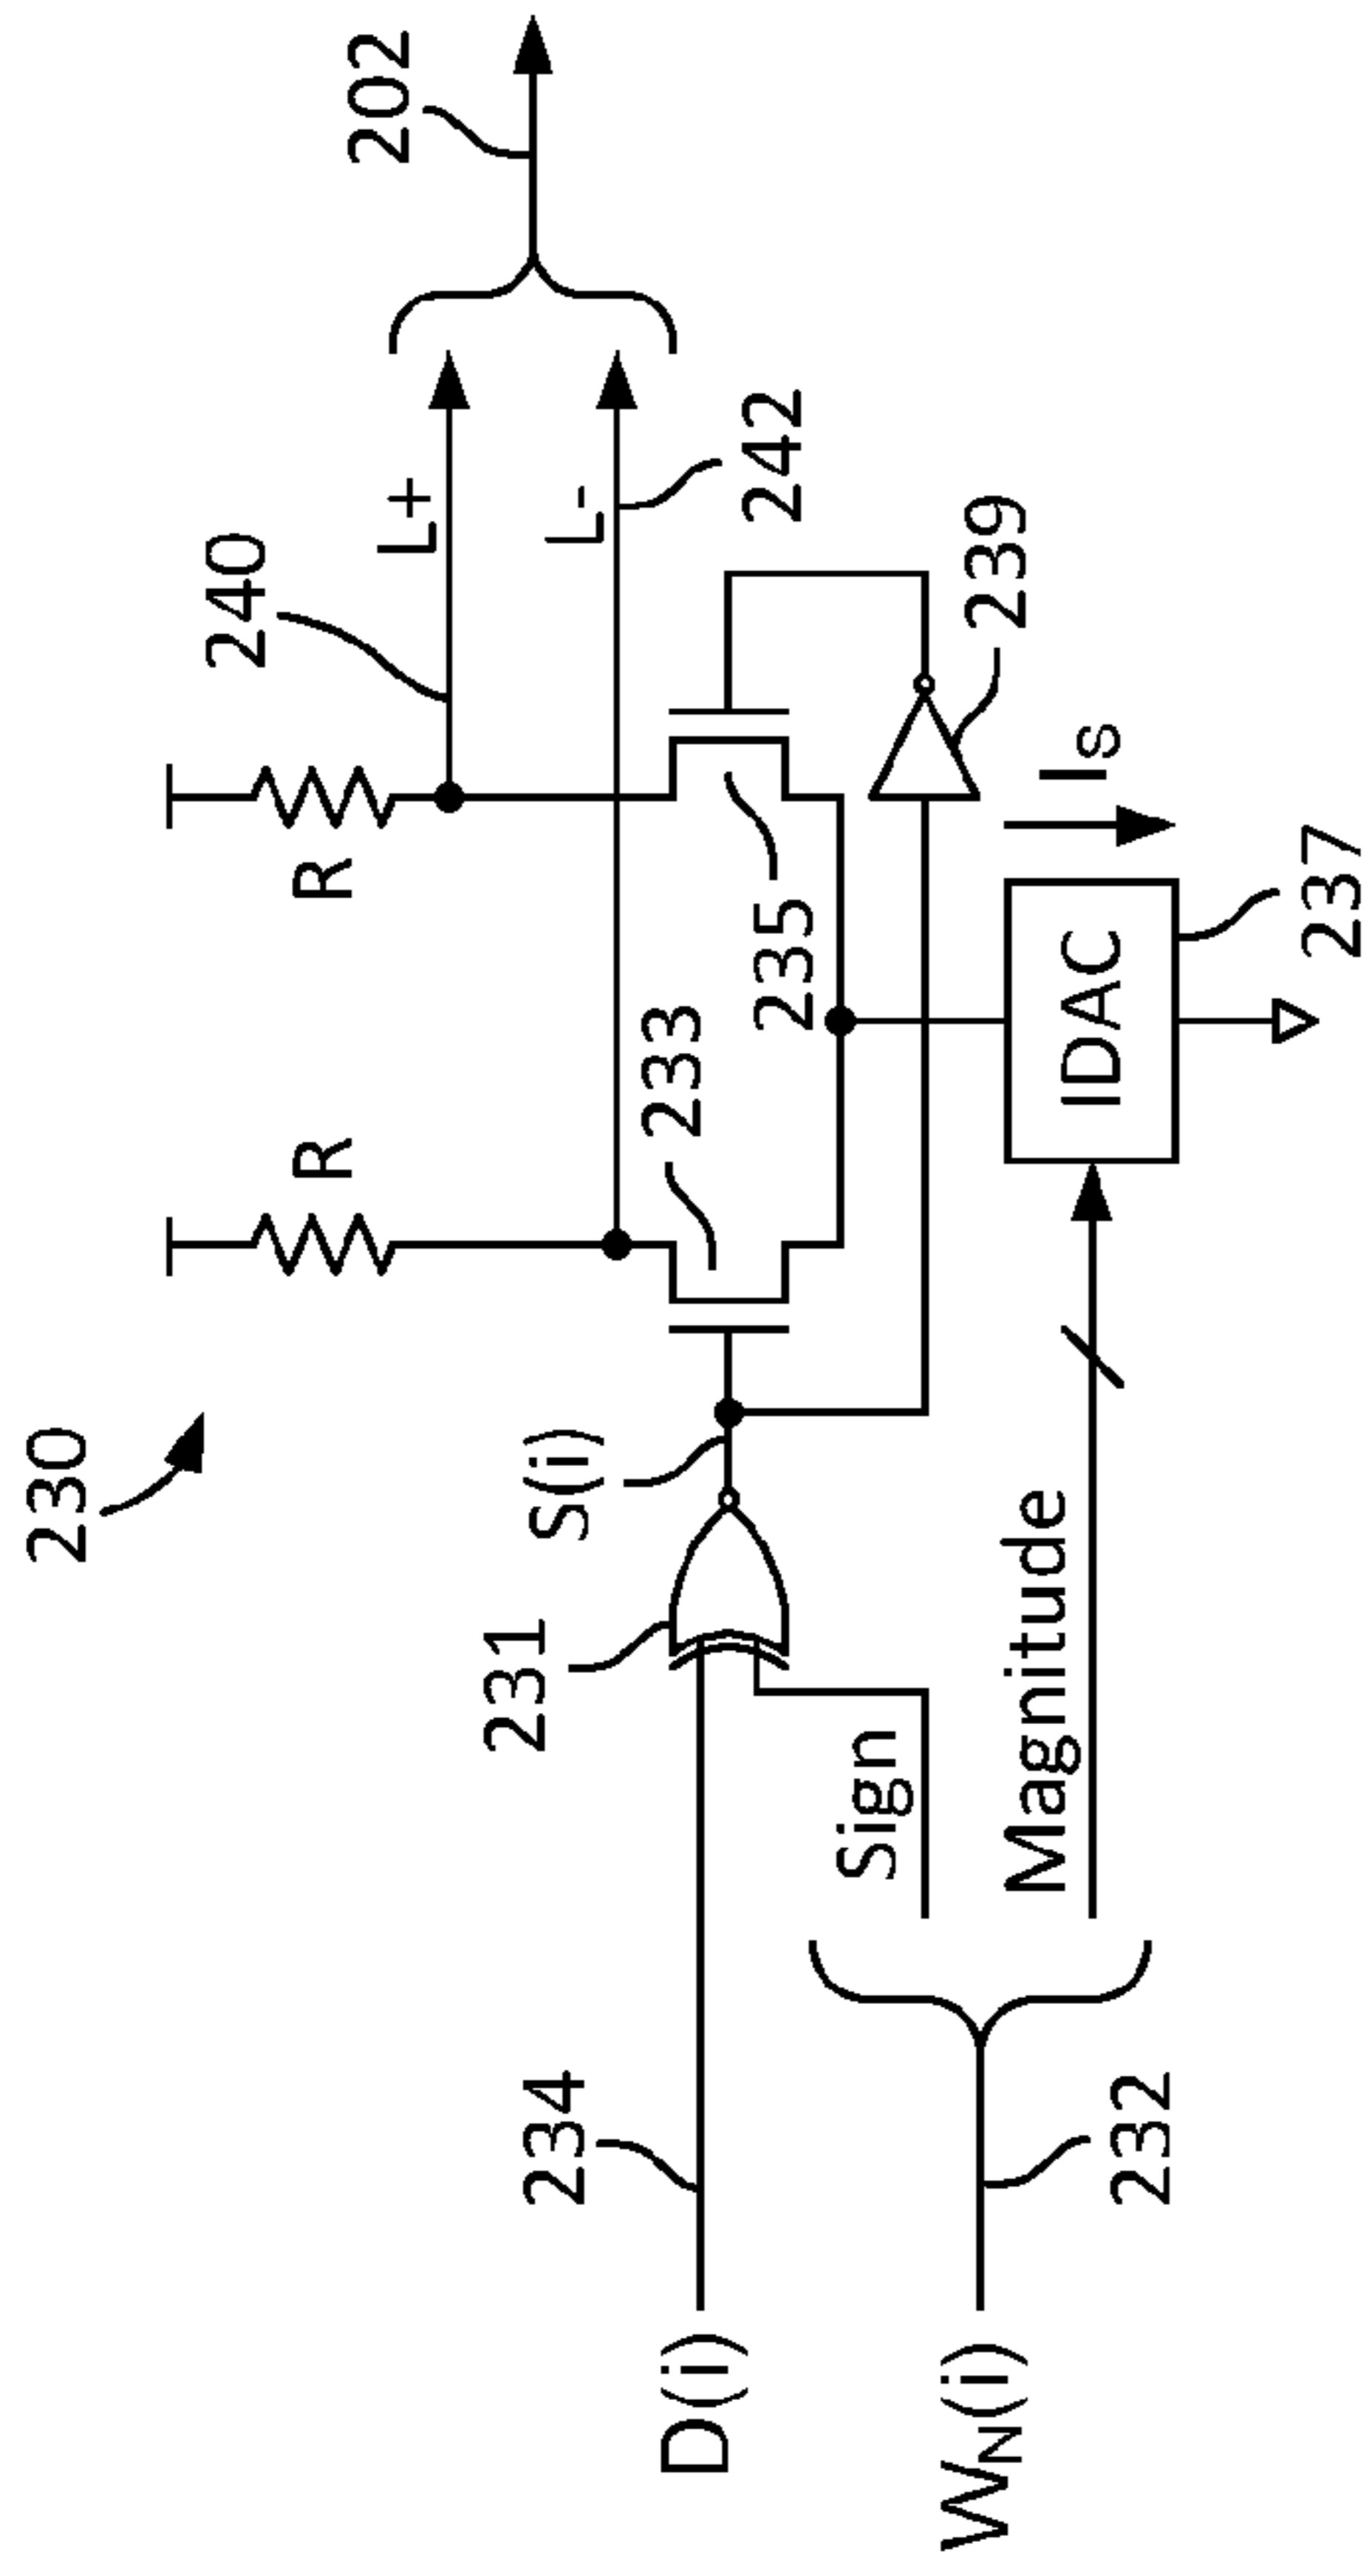 230
R
R
240
L+
L-
202
242
S(i)
233
235
231
239
234
D(i)
Sign
Magnitude
IDAC
IS
237
WN(i)
232